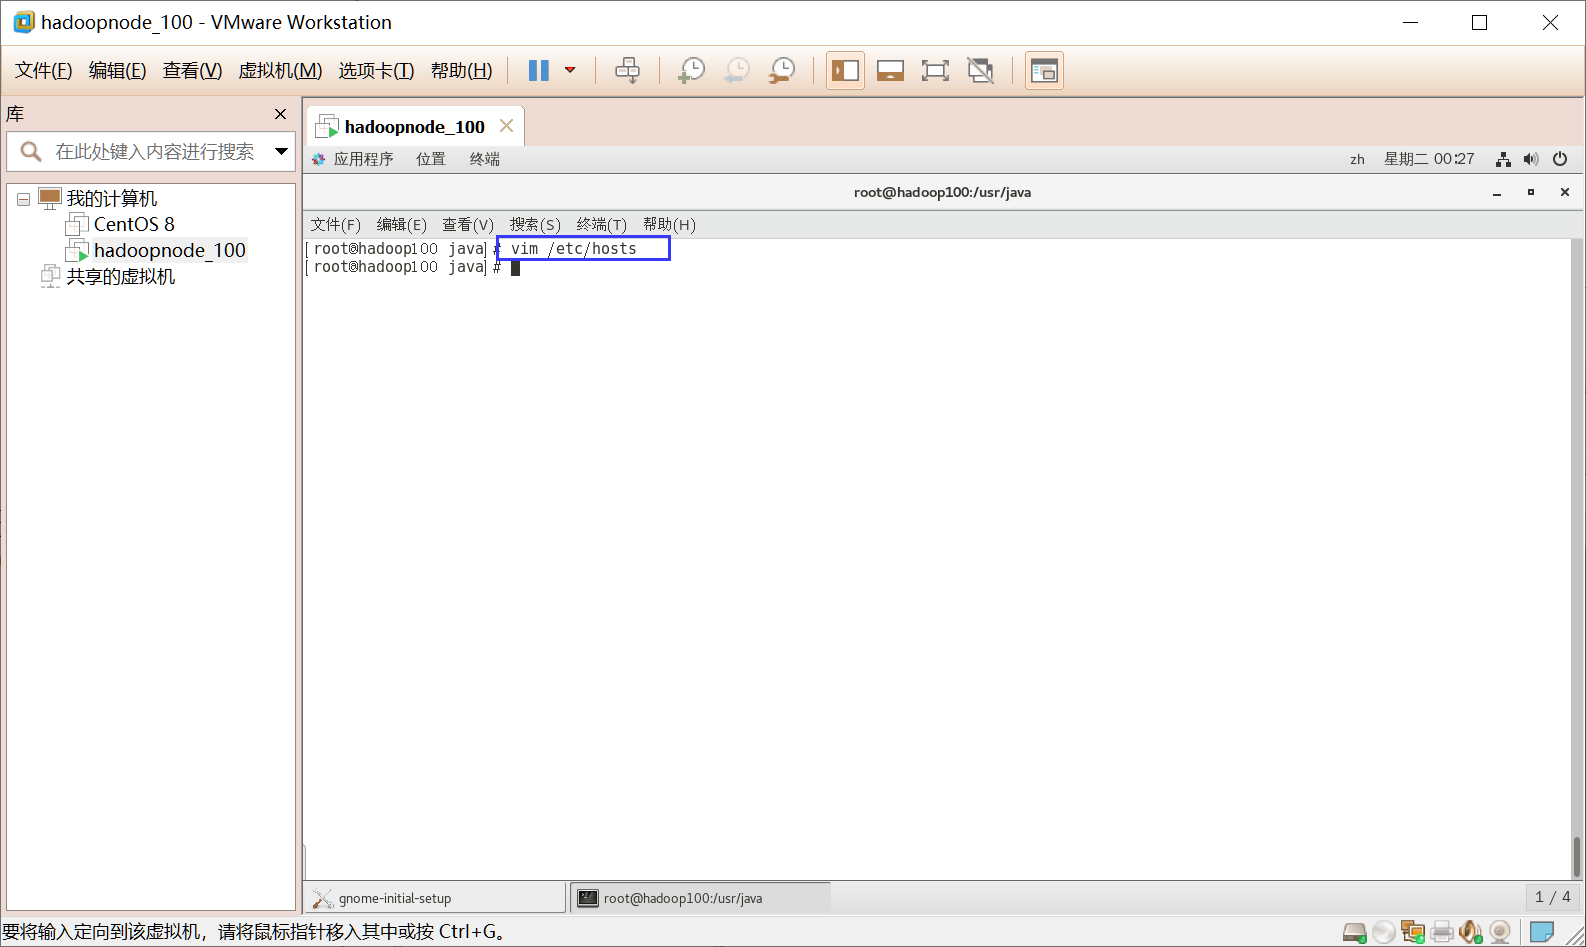 hadoopnode_100 - VMware Workstation
文件(F) 编辑(E) 查看(V) 虚拟机(M) 选项卡(T) 帮助(H)
库
在此处键入内容进行搜索
我的计算机
CentOS 8
hadoopnode_100
共享的虚拟机
hadoopnode_100
应用程序 位置 终端 zh 星期二 00:27
root@hadoop100:/usr/java
文件(F) 编辑(E) 查看(V) 搜索(S) 终端(T) 帮助(H)
[root@hadoop100 java]# vim /etc/hosts
[root@hadoop100 java]#
gnome-initial-setup root@hadoop100:/usr/java 1 / 4
要将输入定向到该虚拟机，请将鼠标指针移入其中或按 Ctrl+G。